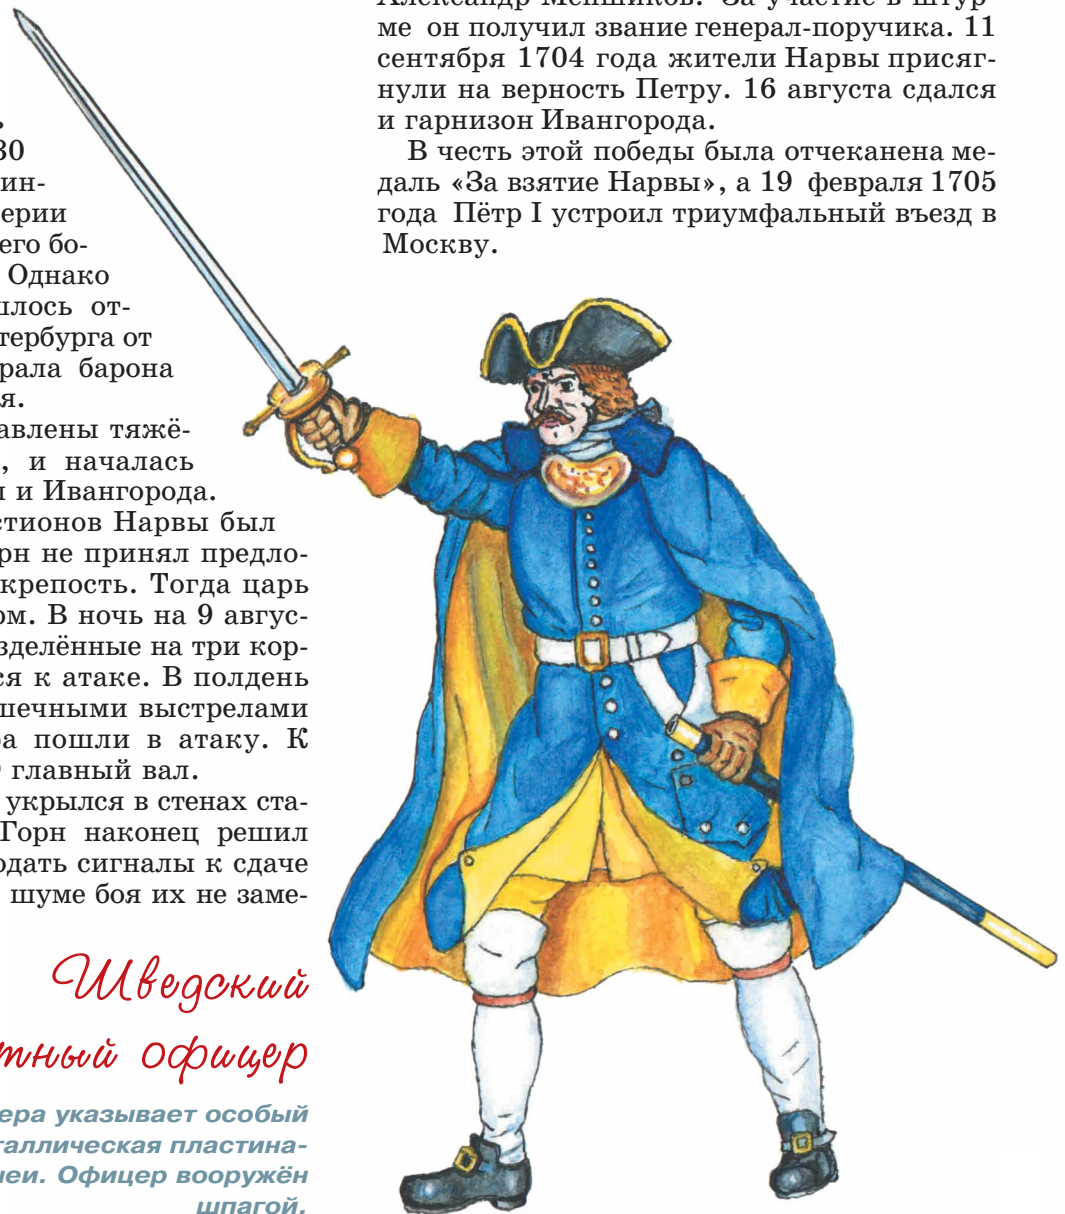 30
ин-
ерии
его бо-
Однако
шлось от-
тербурга от
рала барона
я.
авлены тяжё-
, и началась
и Ивангорода.
стионов Нарвы был
рн не принял предло-
крепость. Тогда царь
ом. В ночь на 9 авгус-
зделённые на три кор-
ся к атаке. В полдень
шечными выстрелами
ра пошли в атаку. К
главный вал.
укрылся в стенах ста-
Горн наконец решил
одать сигналы к сдаче
шуме боя их не заме-
Александр Меншиков. За участие в штур-
ме он получил звание генерал-поручика. 11
сентября 1704 года жители Нарвы присяг-
нули на верность Петру. 16 августа сдался
и гарнизон Ивангорода.
В честь этой победы была отчеканена ме-
даль «За взятие Нарвы», а 19 февраля 1705
года Пётр I устроил триумфальный въезд в
Москву.
Шведский
тный офицер
ера указывает особый
таллическая пластина-
шеи. Офицер вооружён
шпагой.